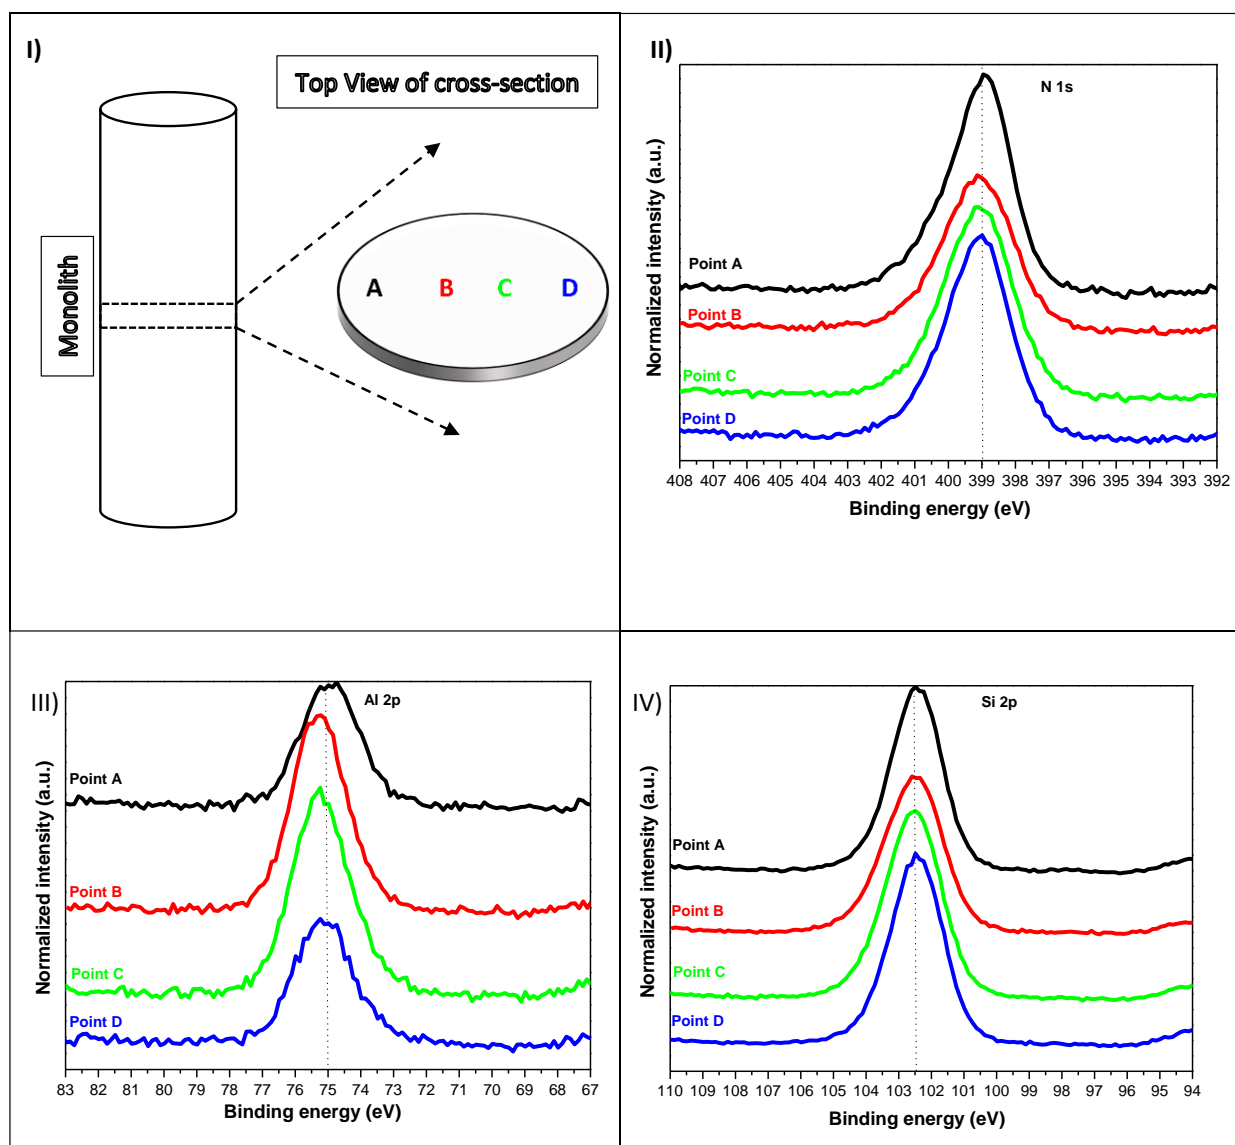 I)
Top View of cross-section
Monolith
A B C D
II)
N 1s
Normalized intensity (a.u.)
Point A
Point B
Point C
Point D
408 407 406 405 404 403 402 401 400 399 398 397 396 395 394 393 392
Binding energy (eV)
III)
Al 2p
Normalized intensity (a.u.)
Point A
Point B
Point C
Point D
83 82 81 80 79 78 77 76 75 74 73 72 71 70 69 68 67
Binding energy (eV)
IV)
Si 2p
Normalized intensity (a.u.)
Point A
Point B
Point C
Point D
110 109 108 107 106 105 104 103 102 101 100 99 98 97 96 95 94
Binding energy (eV)